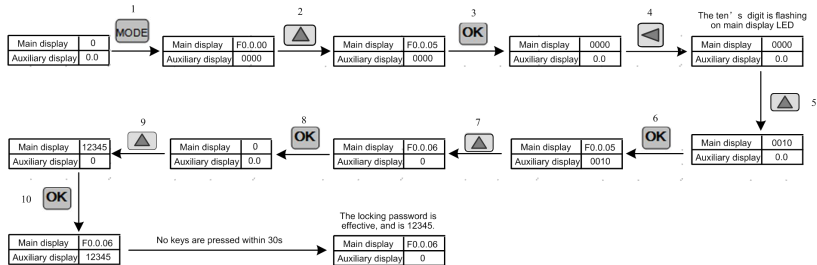 1
MODE
2
3
OK
4
The ten's digit is flashing
on main display LED
Main display 0
Auxiliary display 0.0
Main display F0.0.00
Auxiliary display 0000
Main display F0.0.05
Auxiliary display 0000
Main display 0000
Auxiliary display 0.0
Main display 0000
Auxiliary display 0.0
5
9
8
OK
7
6
OK
Main display 12345
Auxiliary display 0
Main display 0
Auxiliary display 0.0
Main display F0.0.06
Auxiliary display 0
Main display F0.0.05
Auxiliary display 0010
Main display 0010
Auxiliary display 0.0
10
OK
Main display F0.0.06
Auxiliary display 12345
No keys are pressed within 30s
The locking password is
effective, and is 12345.
Main display F0.0.06
Auxiliary display 0